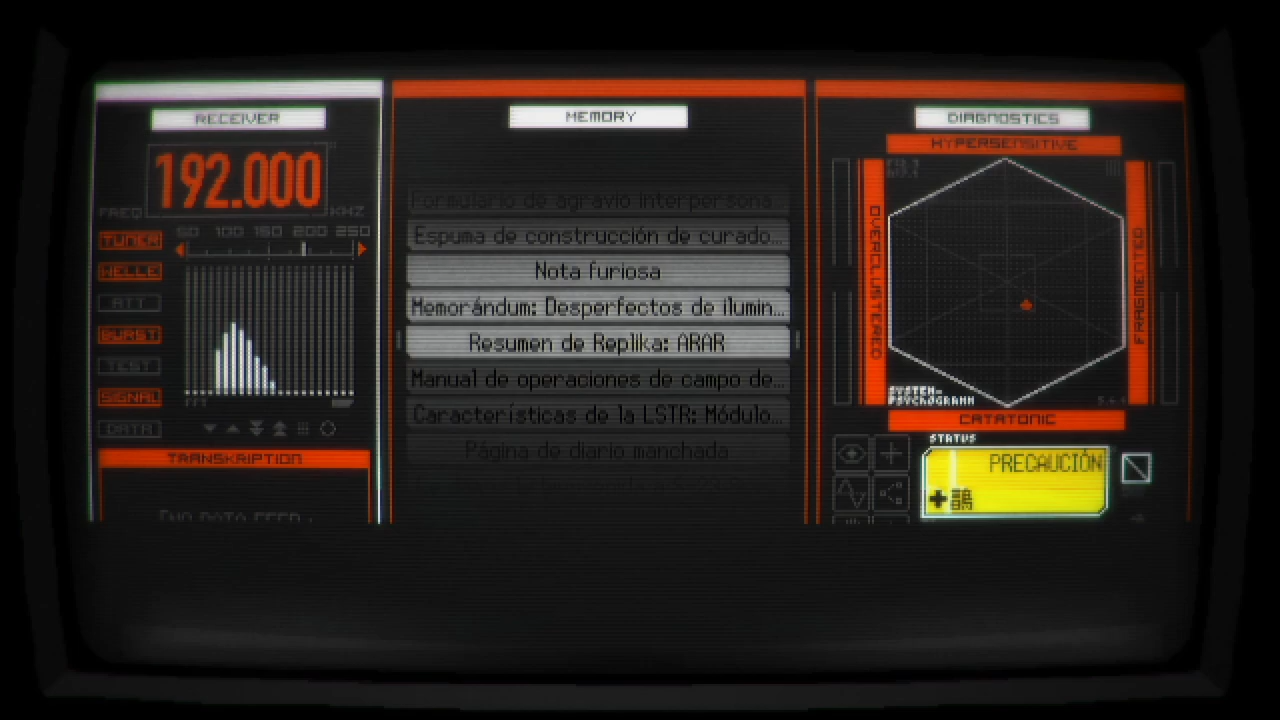 RECEIVER
192.000
FREQ
KHZ
50 100 150 200 250
TUNER
WELLE
ATT
BURST
TEST
SIGNAL
DATA
TRANSKRIPTION
MEMORY
Formulario de agravio interpersona
Espuma de construcción de curado...
Nota furiosa
Memorándum: Desperfectos de ilumin...
Resumen de Replika: ARAR
Manual de operaciones de campo de...
Características de la LSTR: Módulo...
Página de diario manchada
DIAGNOSTICS
HYPERSENSITIVE
OVERCLUSTERED
FRAGMENTED
SYSTEM-
PSYCHOGRAMM
CATATONIC
STATUS
PRECAUCIÓN